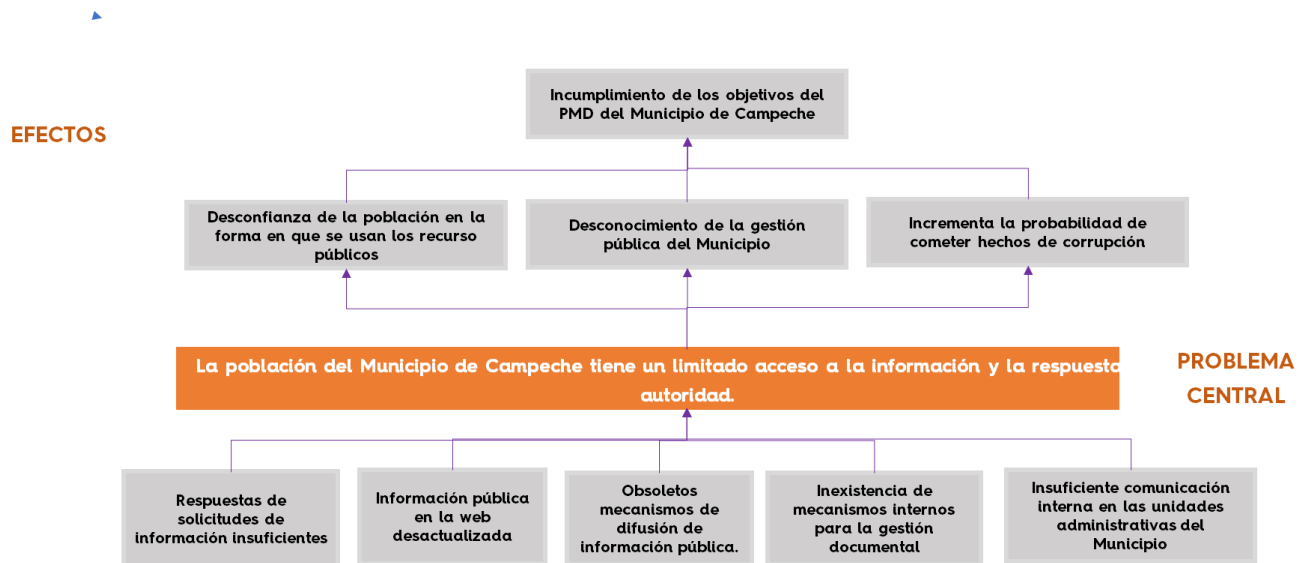 Incumplimiento de los objetivos del
PMD del Municipio de Campeche
EFECTOS
Desconfianza de la población en la
forma en que se usan los recurso
públicos
Desconocimiento de la gestión
pública del Municipio
Incrementa la probabilidad de
cometer hechos de corrupción
La población del Municipio de Campeche tiene un limitado acceso a la información y la respuesta
autoridad.
PROBLEMA
CENTRAL
Respuestas de
solicitudes de
información insuficientes
Información pública
en la web
desactualizada
Obsoletos
mecanismos de
difusión de
información pública.
Inexistencia de
mecanismos internos
para la gestión
documental
Insuficiente comunicación
interna en las unidades
administrativas del
Municipio